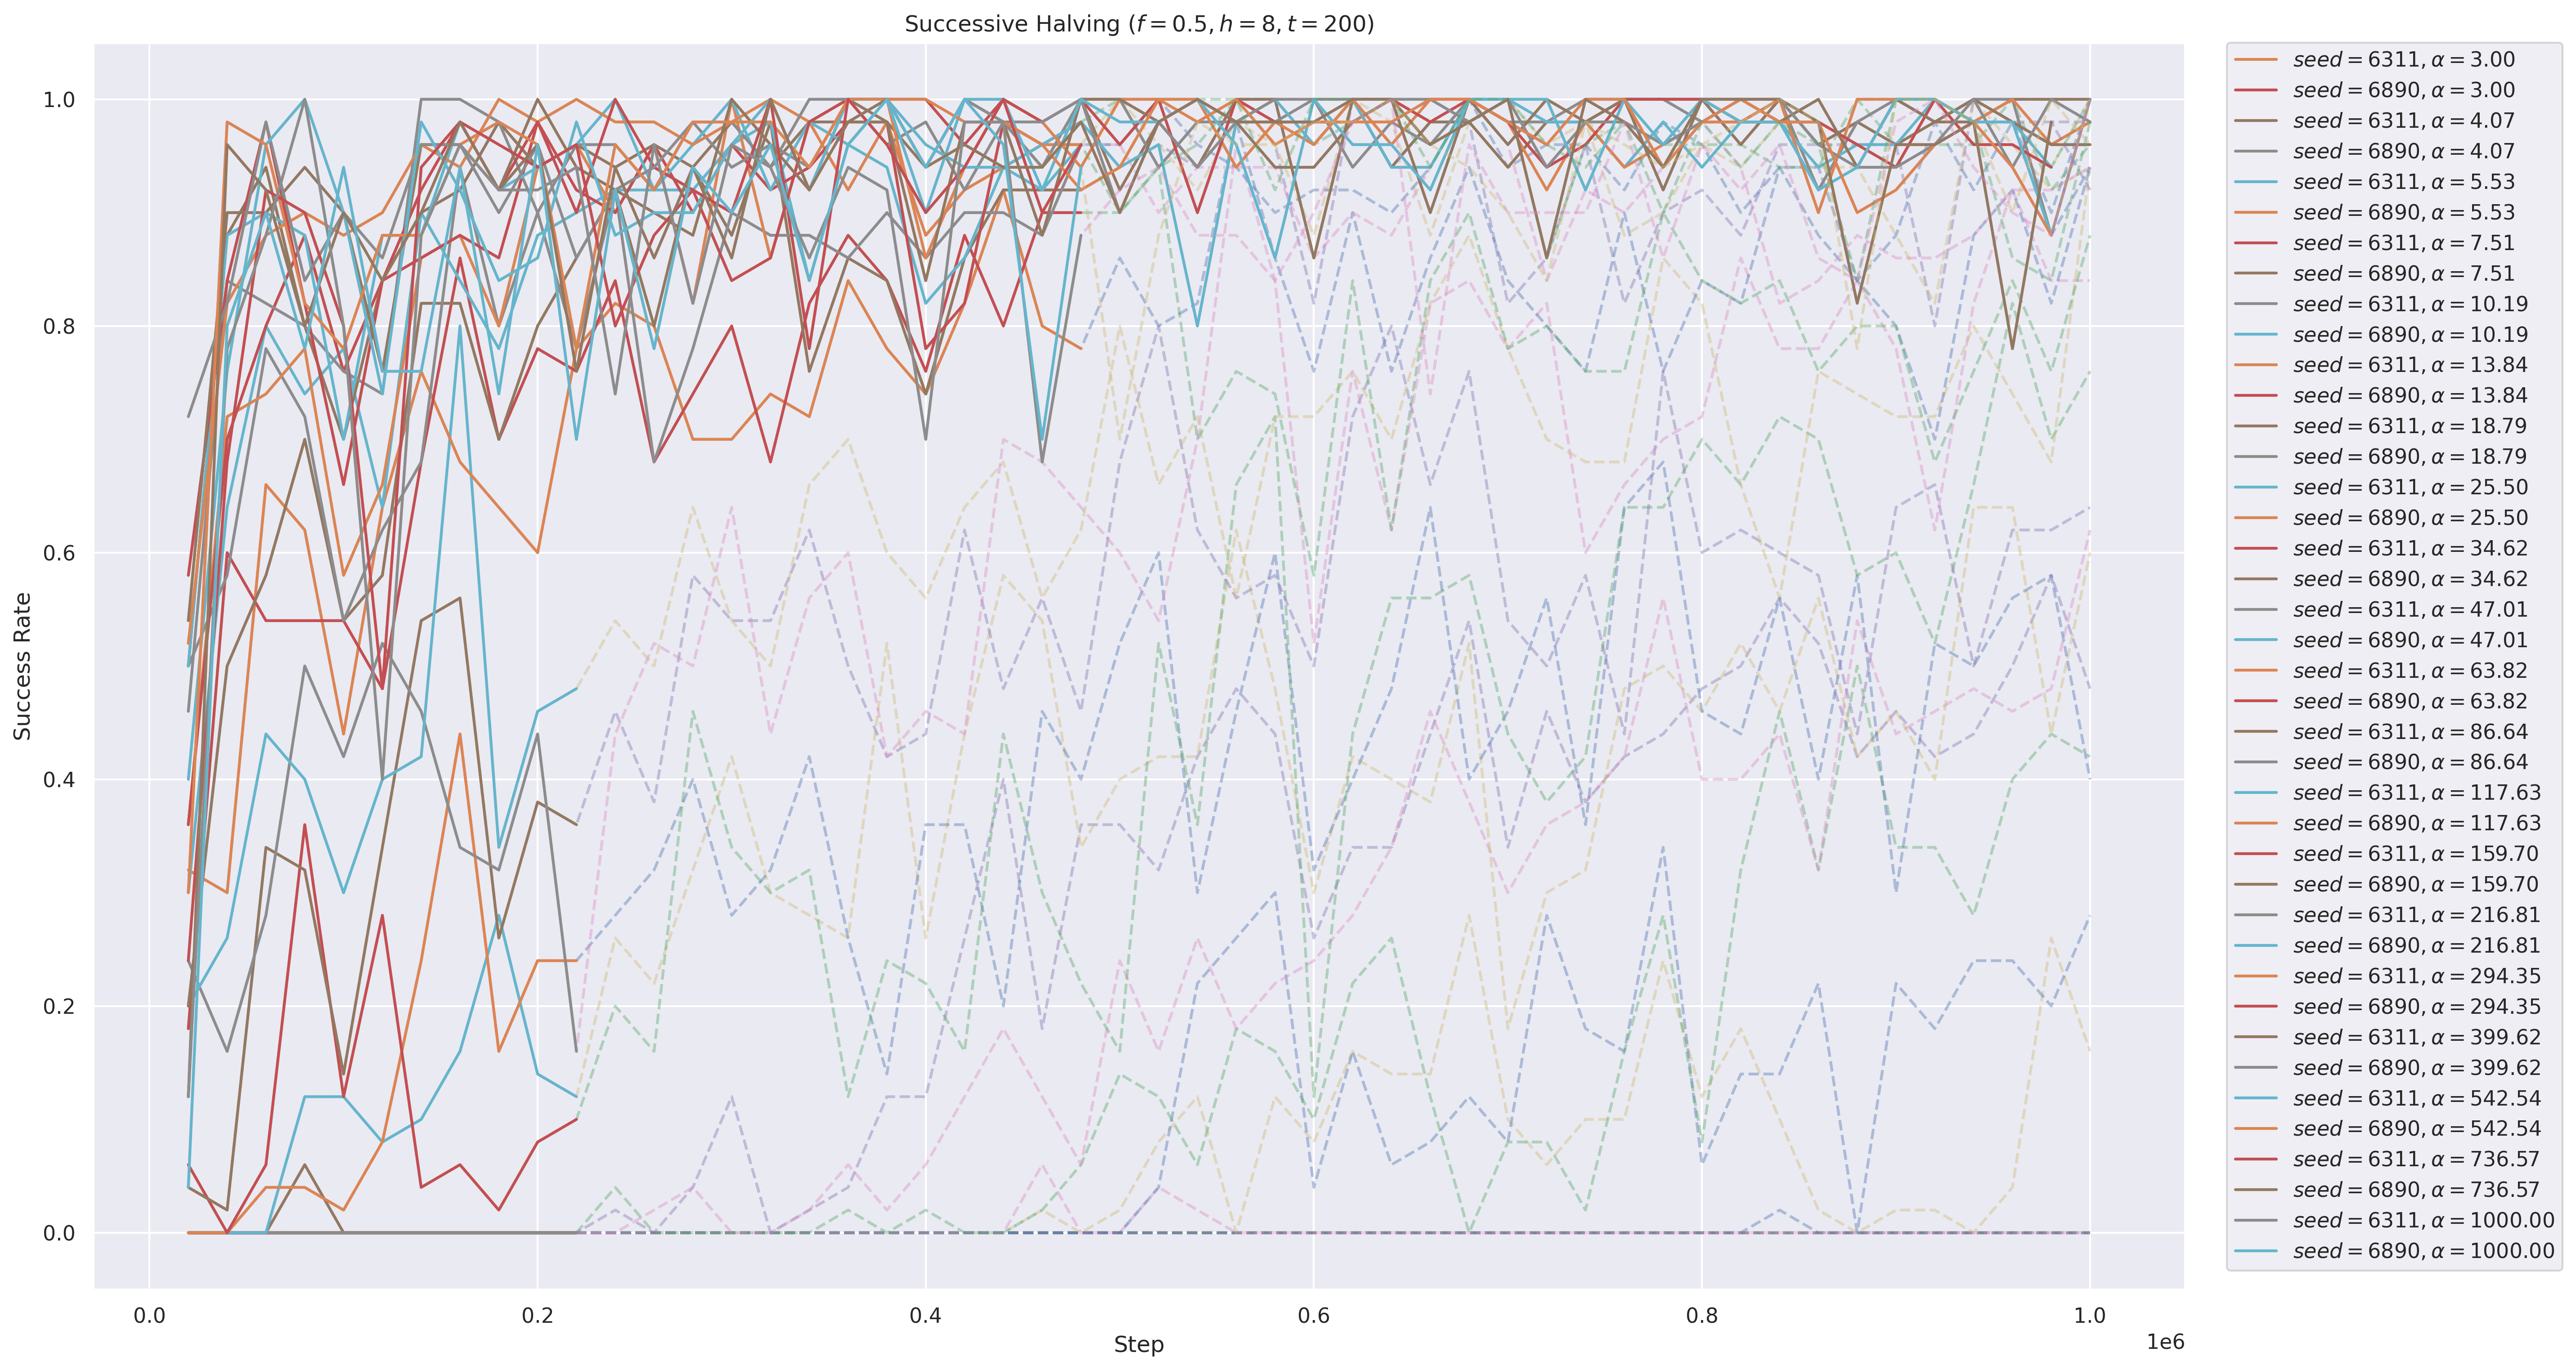 Successive Halving (f = 0.5, h = 8, t = 200)
Success Rate
1.0
0.8
0.6
0.4
0.2
0.0
0.0 0.2 0.4 0.6 0.8 1.0
1e6
Step
seed = 6311, α = 3.00
seed = 6890, α = 3.00
seed = 6311, α = 4.07
seed = 6890, α = 4.07
seed = 6311, α = 5.53
seed = 6890, α = 5.53
seed = 6311, α = 7.51
seed = 6890, α = 7.51
seed = 6311, α = 10.19
seed = 6890, α = 10.19
seed = 6311, α = 13.84
seed = 6890, α = 13.84
seed = 6311, α = 18.79
seed = 6890, α = 18.79
seed = 6311, α = 25.50
seed = 6890, α = 25.50
seed = 6311, α = 34.62
seed = 6890, α = 34.62
seed = 6311, α = 47.01
seed = 6890, α = 47.01
seed = 6311, α = 63.82
seed = 6890, α = 63.82
seed = 6311, α = 86.64
seed = 6890, α = 86.64
seed = 6311, α = 117.63
seed = 6890, α = 117.63
seed = 6311, α = 159.70
seed = 6890, α = 159.70
seed = 6311, α = 216.81
seed = 6890, α = 216.81
seed = 6311, α = 294.35
seed = 6890, α = 294.35
seed = 6311, α = 399.62
seed = 6890, α = 399.62
seed = 6311, α = 542.54
seed = 6890, α = 542.54
seed = 6311, α = 736.57
seed = 6890, α = 736.57
seed = 6311, α = 1000.00
seed = 6890, α = 1000.00